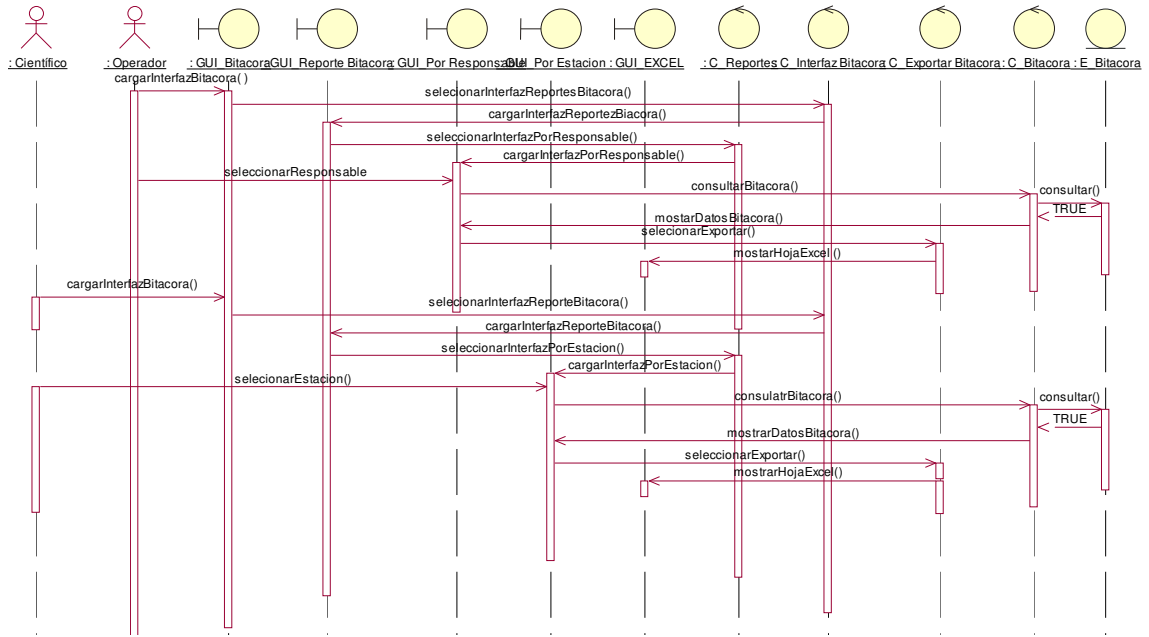 : Científico
: Operador
: GUI_Bitacora
GUI_Reporte Bitacora
: GUI_Por Responsable
GUI_Por Estacion
: GUI_EXCEL
: C_Reportes
C_Interfaz Bitacora
C_Exportar Bitacora
: C_Bitacora
: E_Bitacora
cargarInterfazBitacora( )
selecionarInterfazReportesBitacora()
cargarInterfazReportezBiacora()
seleccionarInterfazPorResponsable()
cargarInterfazPorResponsable()
seleccionarResponsable
consultarBitacora()
consultar()
TRUE
mostarDatosBitacora()
selecionarExportar()
mostarHojaExcel()
cargarInterfazBitacora()
selecionarInterfazReporteBitacora()
cargarInterfazReporteBitacora()
seleccionarInterfazPorEstacion()
cargarInterfazPorEstacion()
selecionarEstacion()
consulatrBitacora()
consultar()
TRUE
mostrarDatosBitacora()
seleccionarExportar()
mostrarHojaExcel()